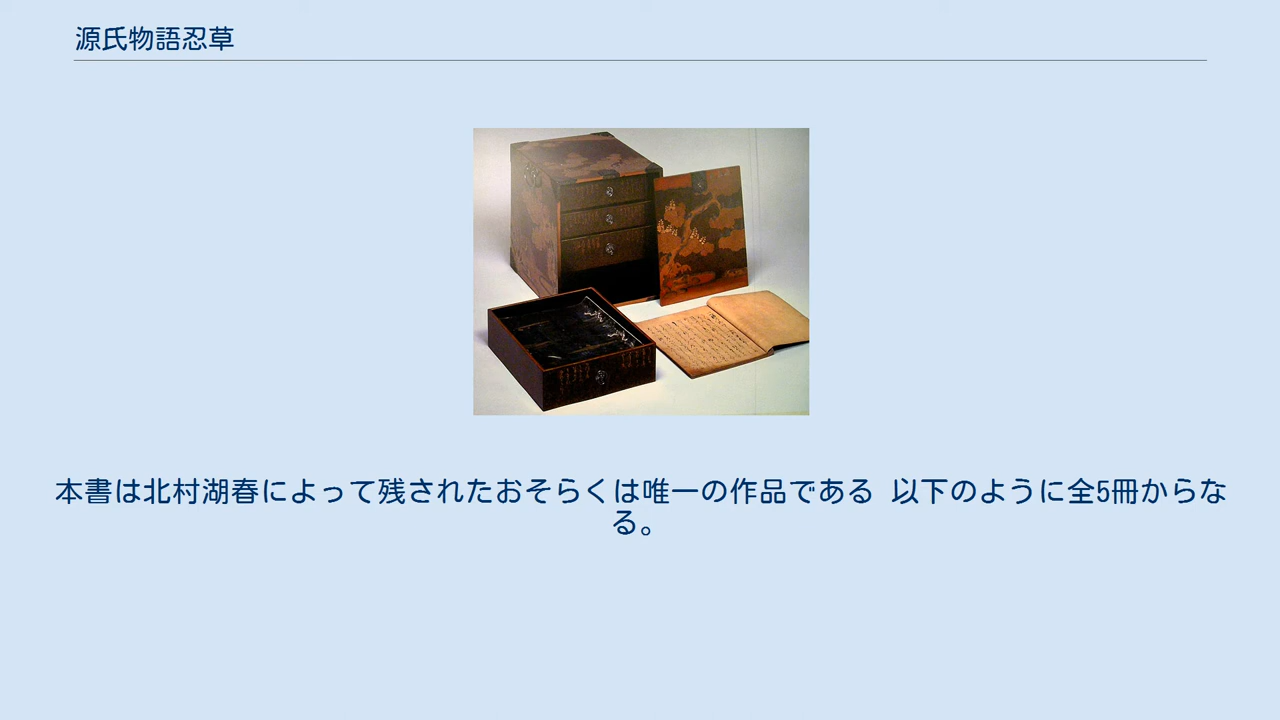 源氏物語忍草
本書は北村湖春によって残されたおそらくは唯一の作品である 以下のように全5冊からな
る。